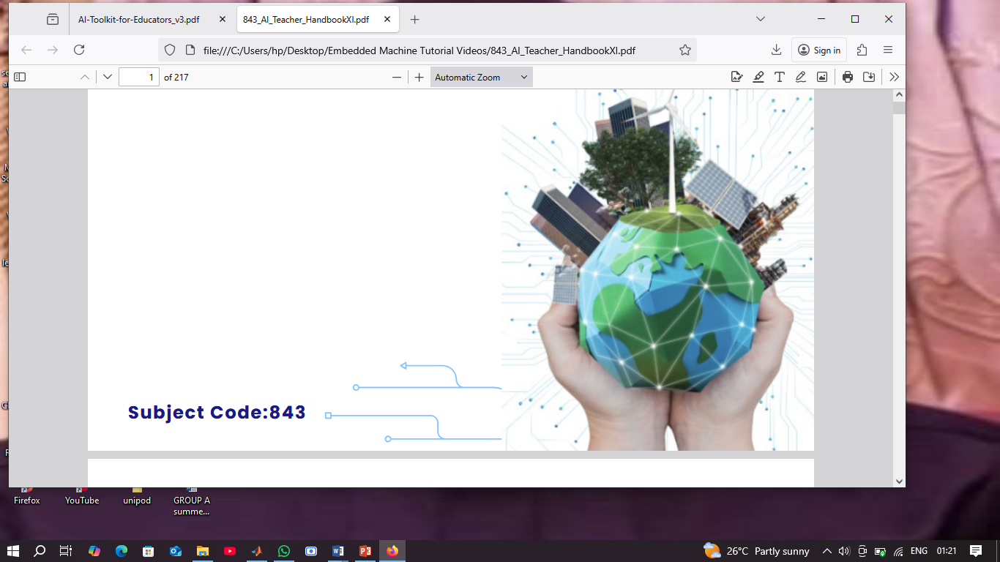 AI-Toolkit-for-Educators_v3.pdf
843_AI_Teacher_HandbookXI.pdf
file:///C:/Users/hp/Desktop/Embedded Machine Tutorial Videos/843_AI_Teacher_HandbookXI.pdf
Sign in
1 of 217
Automatic Zoom
Subject Code:843
Firefox
YouTube
unipod
GROUP A
summe...
26°C Partly sunny
ENG
01:21